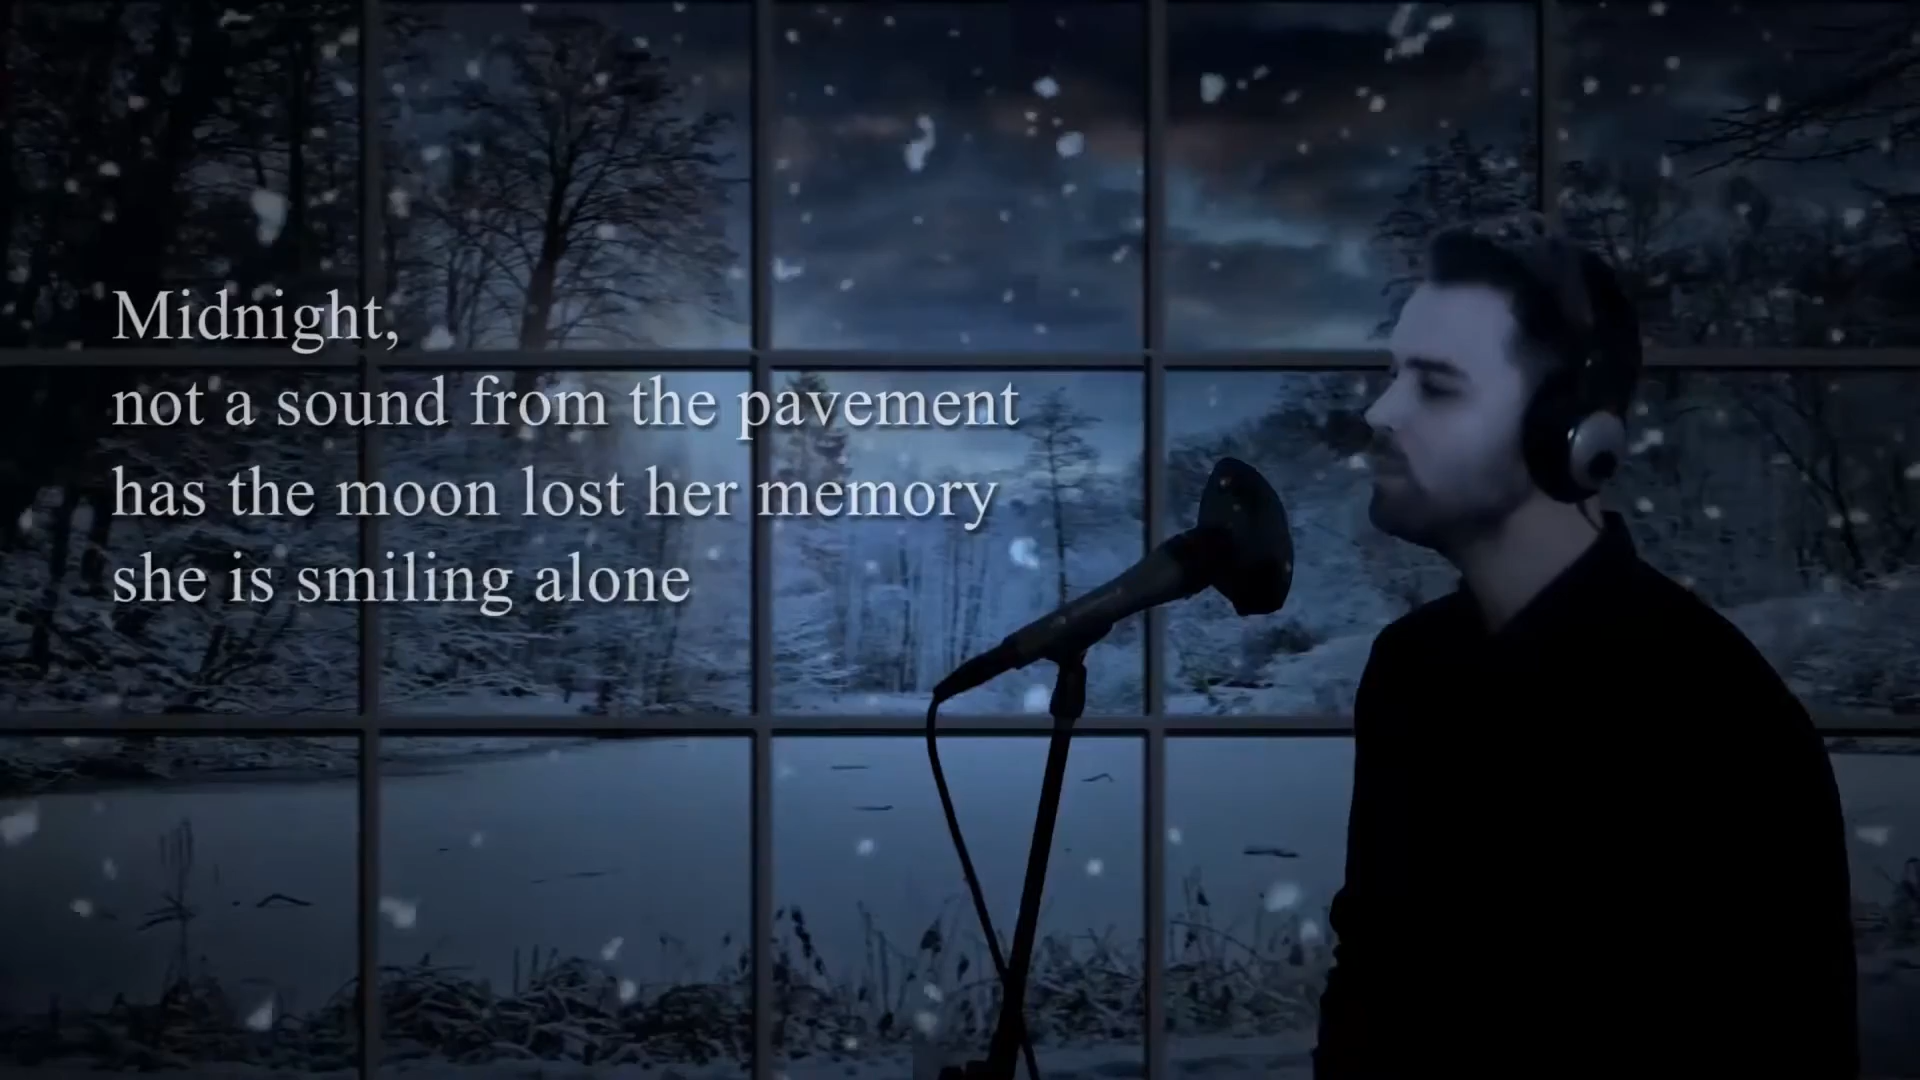 Midnight,
not a sound from the pavement
has the moon lost her memory
she is smiling alone